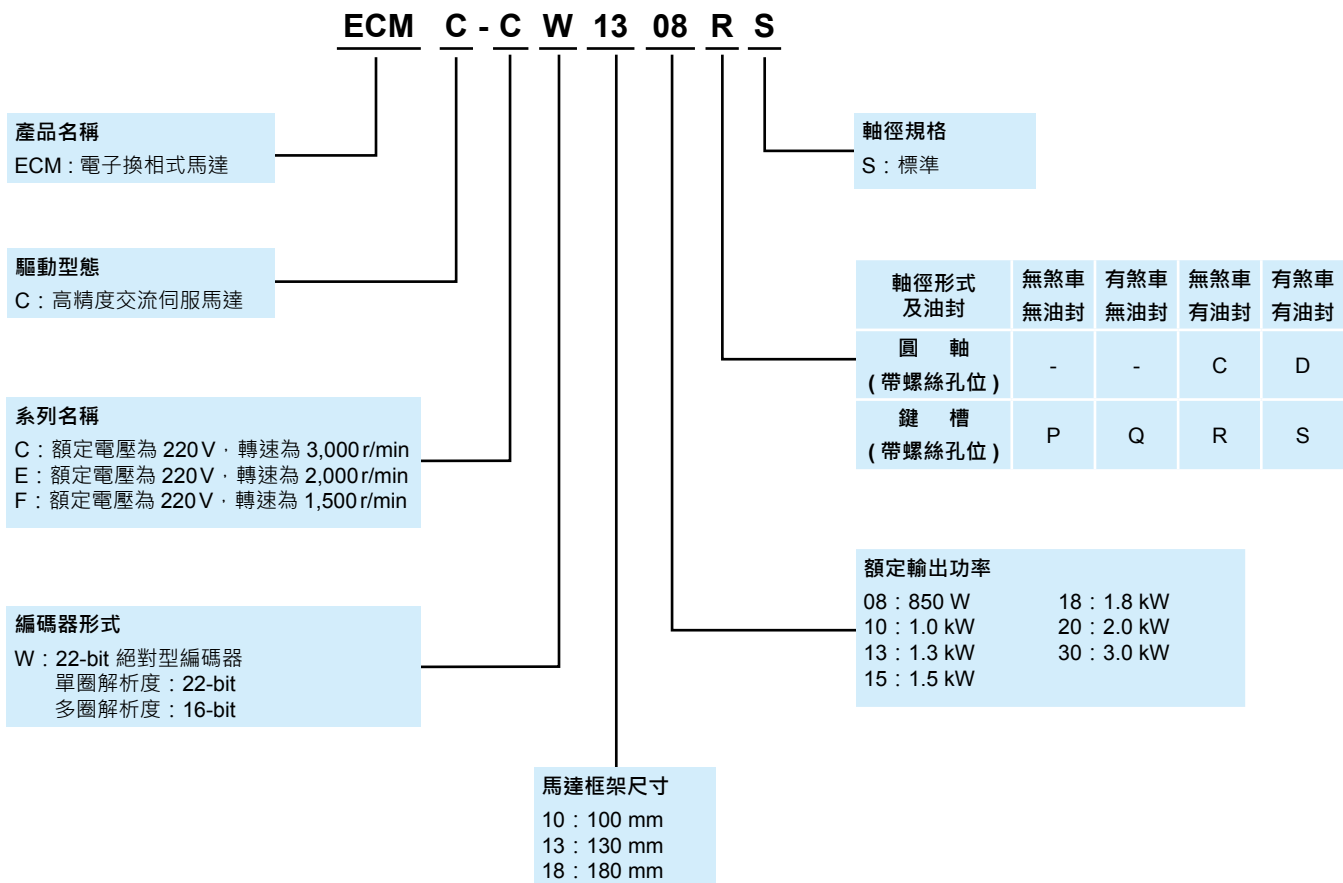 ECM C - C W 13 08 R S
產品名稱
ECM：電子換相式馬達
驅動型態
C：高精度交流伺服馬達
系列名稱
C：額定電壓為 220V，轉速為 3,000 r/min
E：額定電壓為 220V，轉速為 2,000 r/min
F：額定電壓為 220V，轉速為 1,500 r/min
編碼器形式
W：22-bit 絕對型編碼器
單圈解析度：22-bit
多圈解析度：16-bit
馬達框架尺寸
10：100 mm
13：130 mm
18：180 mm
軸徑規格
S：標準
軸徑形式
及油封
無煞車
無油封
有煞車
無油封
無煞車
有油封
有煞車
有油封
圓 軸
( 帶螺絲孔位 )
- - C D
鍵 槽
( 帶螺絲孔位 )
P Q R S
額定輸出功率
08：850 W 18：1.8 kW
10：1.0 kW 20：2.0 kW
13：1.3 kW 30：3.0 kW
15：1.5 kW